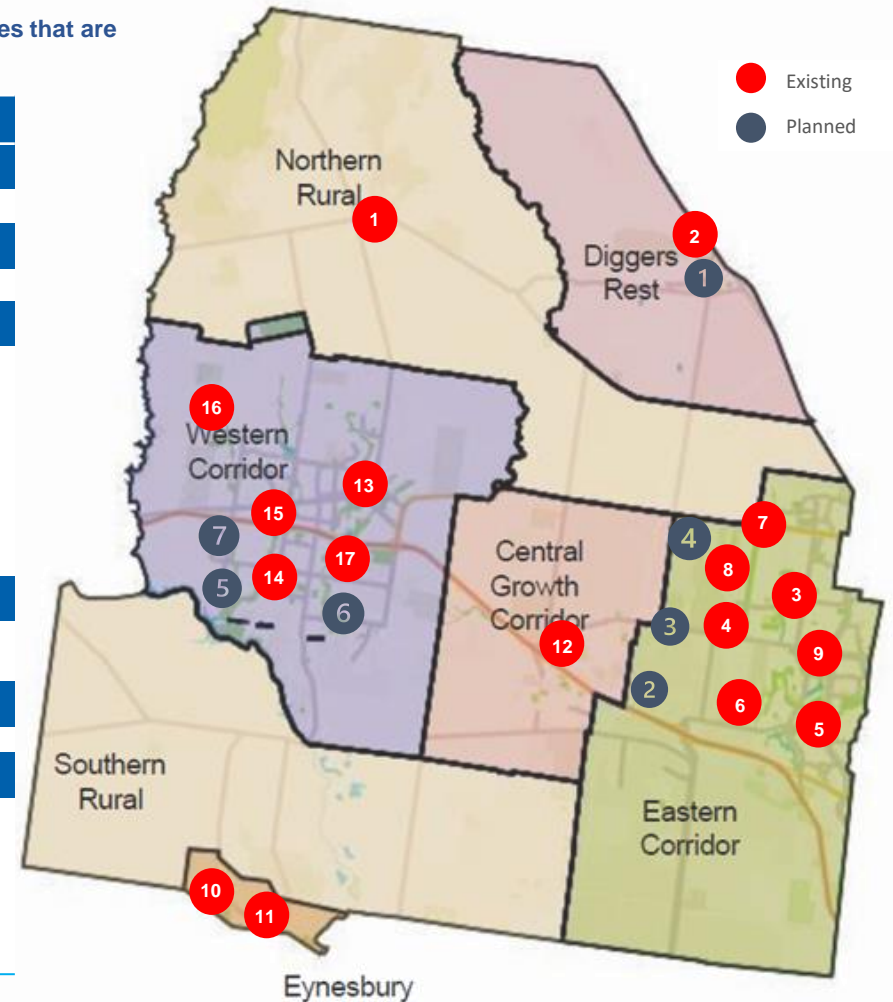 es that are
Existing
Planned
Northern
Rural
1
2
Diggers
Rest
1
16
Western
Corridor
13
15
7
17
14
5
6
Central
Growth
Corridor
12
7
4
8
3
4
3
9
2
6
5
Southern
Rural
Eastern
Corridor
10
11
Eynesbury